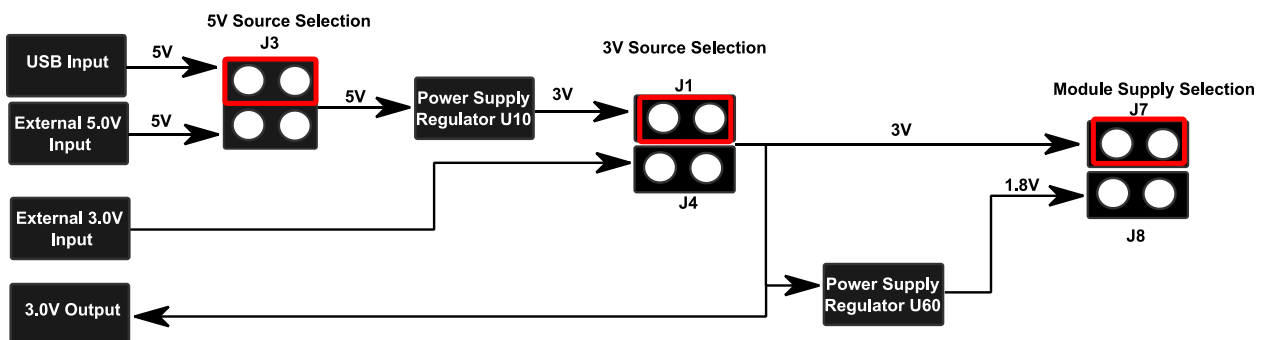 5V Source Selection
J3
USB Input
5V
External 5.0V
Input
5V
5V
Power Supply
Regulator U10
3V
3V Source Selection
J1
J4
External 3.0V
Input
3.0V Output
3V
Power Supply
Regulator U60
1.8V
Module Supply Selection
J7
J8